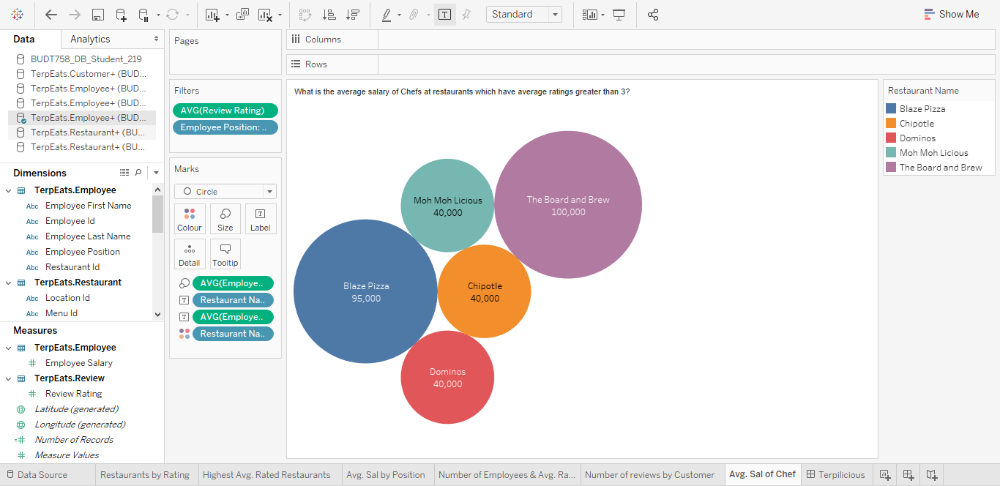 Standard
Show Me
Data
Analytics
BUDT758_DB_Student_219
TerpEats.Customer+ (BUD...
TerpEats.Employee+ (BUD...
TerpEats.Employee+ (BUD...
TerpEats.Employee+ (BUD...
TerpEats.Restaurant+ (BU...
TerpEats.Restaurant+ (BU...
Dimensions
TerpEats.Employee
Abc Employee First Name
Abc Employee Id
Abc Employee Last Name
Abc Employee Position
Abc Restaurant Id
TerpEats.Restaurant
Abc Location Id
Abc Menu Id
Measures
TerpEats.Employee
# Employee Salary
TerpEats.Review
# Review Rating
Latitude (generated)
Longitude (generated)
=# Number of Records
# Measure Values
Pages
Filters
AVG(Review Rating)
Employee Position: ..
Marks
Circle
Colour
Size
T
Label
Detail
Tooltip
AVG(Employe..
T Restaurant Na..
T AVG(Employe..
Restaurant Na..
Columns
Rows
What is the average salary of Chefs at restaurants which have average ratings greater than 3?
Moh Moh Licious
40,000
The Board and Brew
100,000
Blaze Pizza
95,000
Chipotle
40,000
Dominos
40,000
Restaurant Name
Blaze Pizza
Chipotle
Dominos
Moh Moh Licious
The Board and Brew
Data Source
Restaurants by Rating
Highest Avg. Rated Restaurants
Avg. Sal by Position
Number of Employees & Avg. Ra...
Number of reviews by Customer
Avg. Sal of Chef
Terpilicious